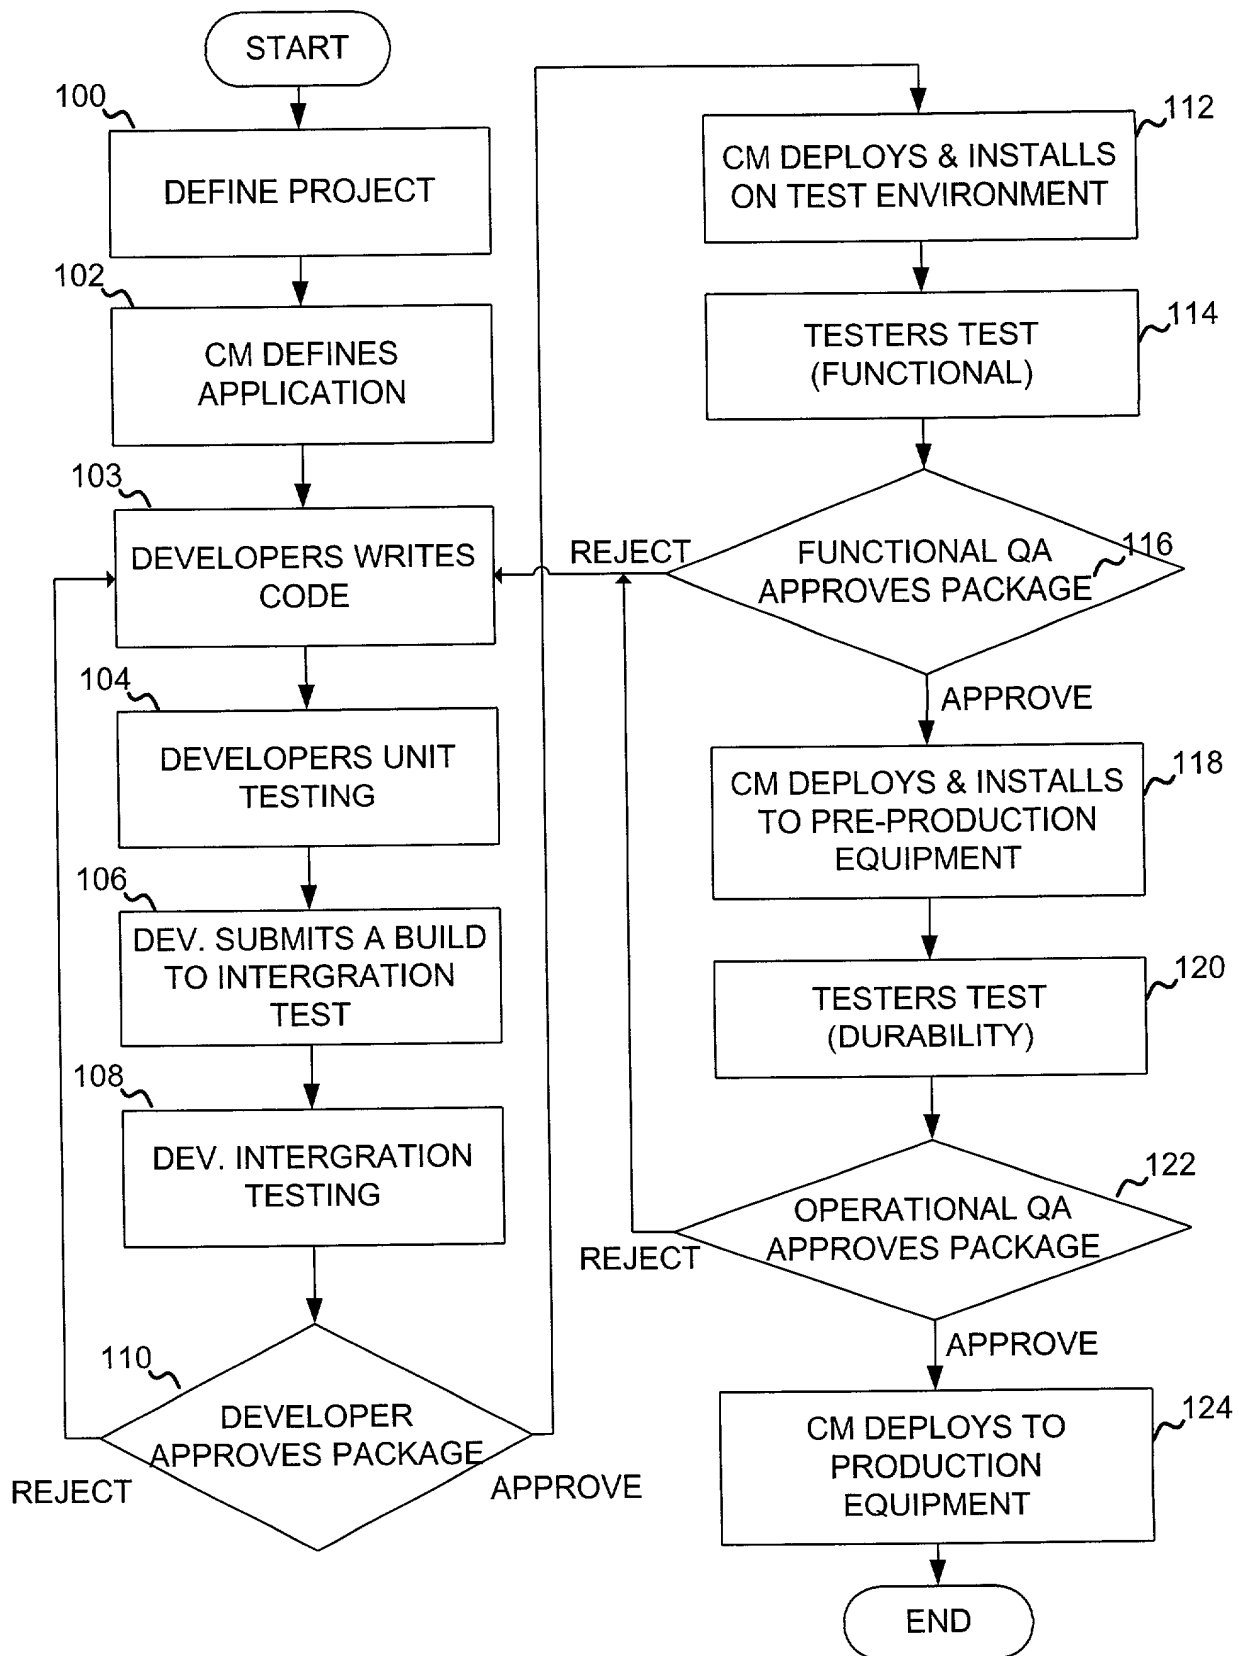 START
100
DEFINE PROJECT
102
CM DEFINES
APPLICATION
103
DEVELOPERS WRITES
CODE
104
DEVELOPERS UNIT
TESTING
106
DEV. SUBMITS A BUILD
TO INTERGRATION
TEST
108
DEV. INTERGRATION
TESTING
110
DEVELOPER
APPROVES PACKAGE
REJECT
APPROVE
112
CM DEPLOYS & INSTALLS
ON TEST ENVIRONMENT
114
TESTERS TEST
(FUNCTIONAL)
REJECT
FUNCTIONAL QA
APPROVES PACKAGE
116
APPROVE
118
CM DEPLOYS & INSTALLS
TO PRE-PRODUCTION
EQUIPMENT
120
TESTERS TEST
(DURABILITY)
122
OPERATIONAL QA
APPROVES PACKAGE
REJECT
APPROVE
124
CM DEPLOYS TO
PRODUCTION
EQUIPMENT
END